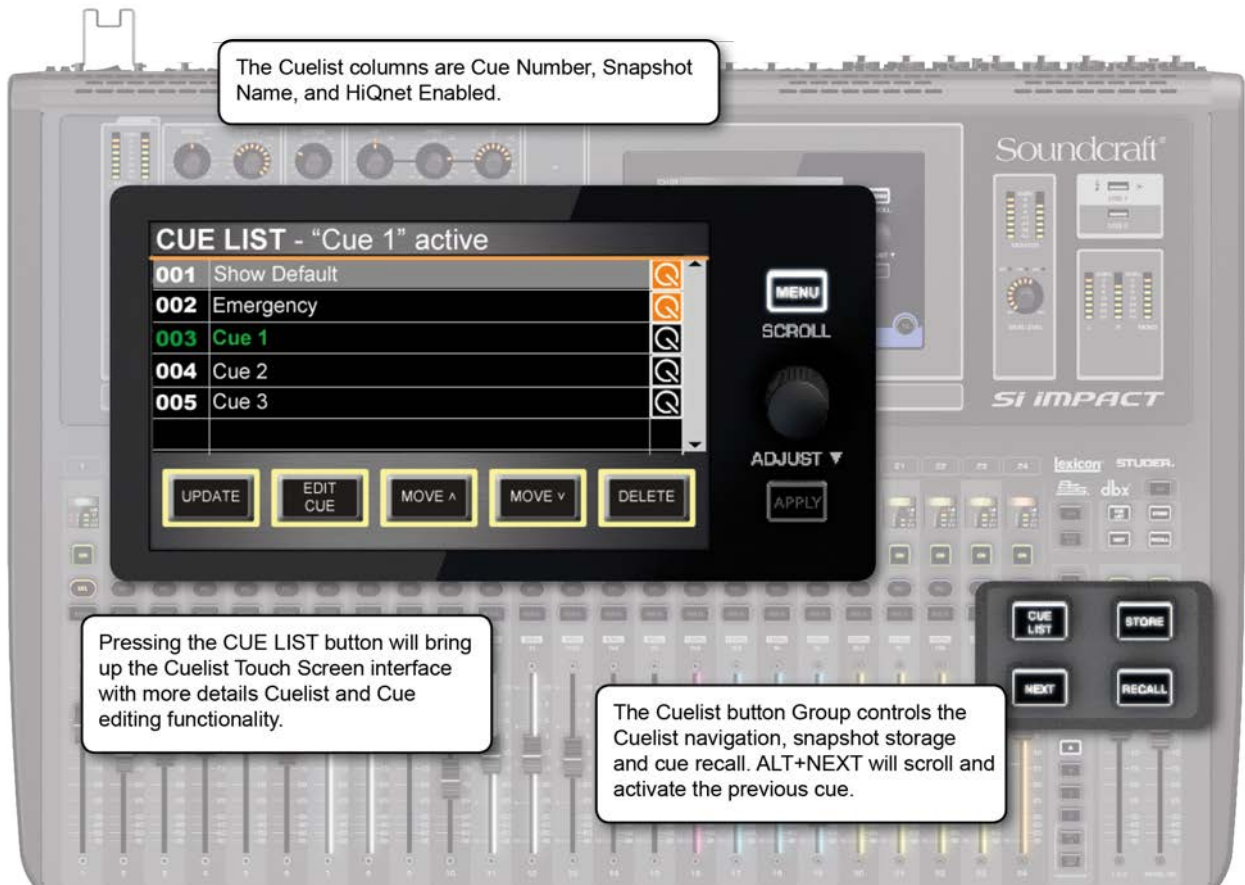 The Cuelist columns are Cue Number, Snapshot
Name, and HiQnet Enabled.
Soundcraft®
CUE LIST - “Cue 1” active
001 Show Default
002 Emergency
003 Cue 1
004 Cue 2
005 Cue 3
UPDATE
EDIT
CUE
MOVE ˄
MOVE ˅
DELETE
MENU
SCROLL
ADJUST ▼
APPLY
Si IMPACT
21 22 23 24
lexicon STUDER.
dbx
Pressing the CUE LIST button will bring
up the Cuelist Touch Screen interface
with more details Cuelist and Cue
editing functionality.
CUE
LIST
STORE
NEXT
RECALL
The Cuelist button Group controls the
Cuelist navigation, snapshot storage
and cue recall. ALT+NEXT will scroll and
activate the previous cue.